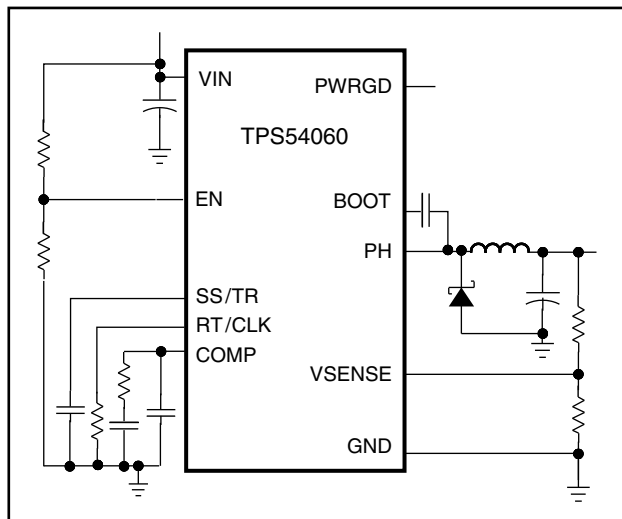 VIN
PWRGD
TPS54060
EN
BOOT
PH
SS/TR
RT/CLK
COMP
VSENSE
GND